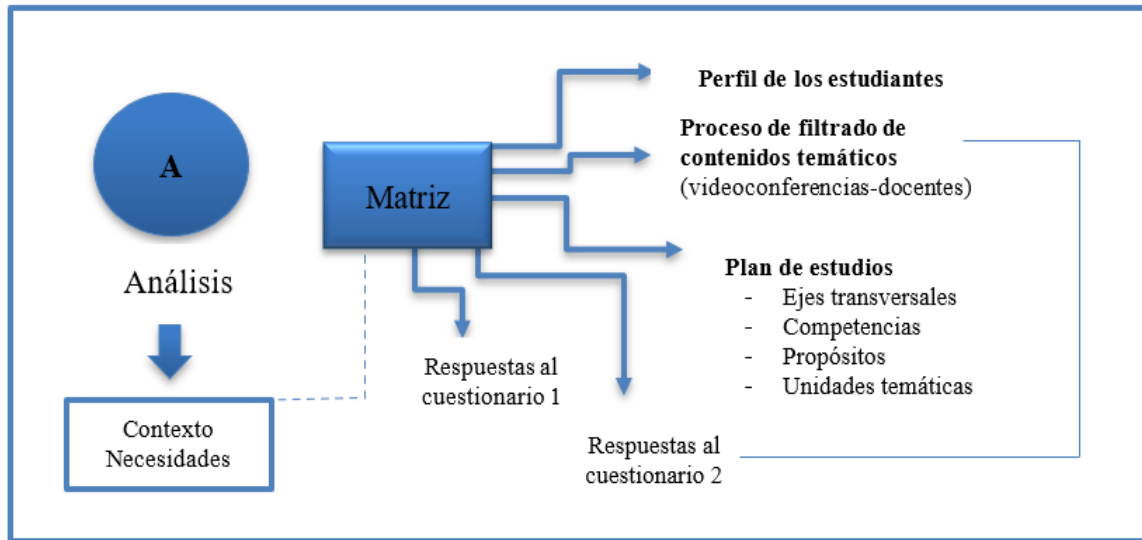 A
Análisis
Contexto
Necesidades
Matriz
Perfil de los estudiantes
Proceso de filtrado de
contenidos temáticos
(videoconferencias-docentes)
Plan de estudios
- Ejes transversales
- Competencias
- Propósitos
- Unidades temáticas
Respuestas al
cuestionario 1
Respuestas al
cuestionario 2